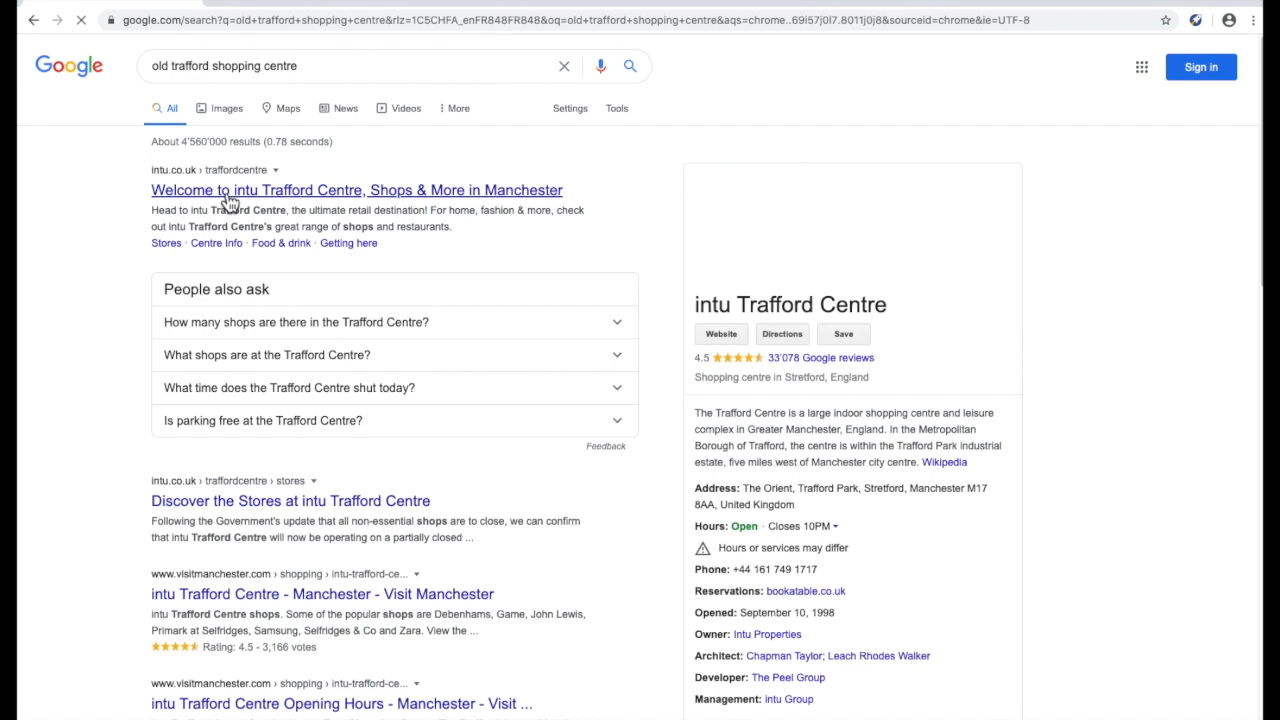 google.com/search?q=old+trafford+shopping+centre&rlz=1C5CHFA_enFR848FR848&oq=old+trafford+shopping+centre&aqs=chrome..69i57j0l7.8011j0j8&sourceid=chrome&ie=UTF-8
Google
old trafford shopping centre
Sign in
All Images Maps News Videos More Settings Tools
About 4'560'000 results (0.78 seconds)
intu.co.uk › traffordcentre
Welcome to intu Trafford Centre, Shops & More in Manchester
Head to intu Trafford Centre, the ultimate retail destination! For home, fashion & more, check
out intu Trafford Centre's great range of shops and restaurants.
Stores · Centre Info · Food & drink · Getting here
People also ask
How many shops are there in the Trafford Centre?
What shops are at the Trafford Centre?
What time does the Trafford Centre shut today?
Is parking free at the Trafford Centre?
Feedback
intu.co.uk › traffordcentre › stores
Discover the Stores at intu Trafford Centre
Following the Government's update that all non-essential shops are to close, we can confirm
that intu Trafford Centre will now be operating on a partially closed ...
www.visitmanchester.com › shopping › intu-trafford-ce...
intu Trafford Centre - Manchester - Visit Manchester
intu Trafford Centre shops. Some of the popular shops are Debenhams, Game, John Lewis,
Primark at Selfridges, Samsung, Selfridges & Co and Zara. View the ...
Rating: 4.5 - 3,166 votes
www.visitmanchester.com › shopping › intu-trafford-ce...
intu Trafford Centre Opening Hours - Manchester - Visit ...
intu Trafford Centre
Website Directions Save
4.5 33'078 Google reviews
Shopping centre in Stretford, England
The Trafford Centre is a large indoor shopping centre and leisure
complex in Greater Manchester, England. In the Metropolitan
Borough of Trafford, the centre is within the Trafford Park industrial
estate, five miles west of Manchester city centre. Wikipedia
Address: The Orient, Trafford Park, Stretford, Manchester M17
8AA, United Kingdom
Hours: Open · Closes 10PM
Hours or services may differ
Phone: +44 161 749 1717
Reservations: bookatable.co.uk
Opened: September 10, 1998
Owner: Intu Properties
Architect: Chapman Taylor; Leach Rhodes Walker
Developer: The Peel Group
Management: intu Group